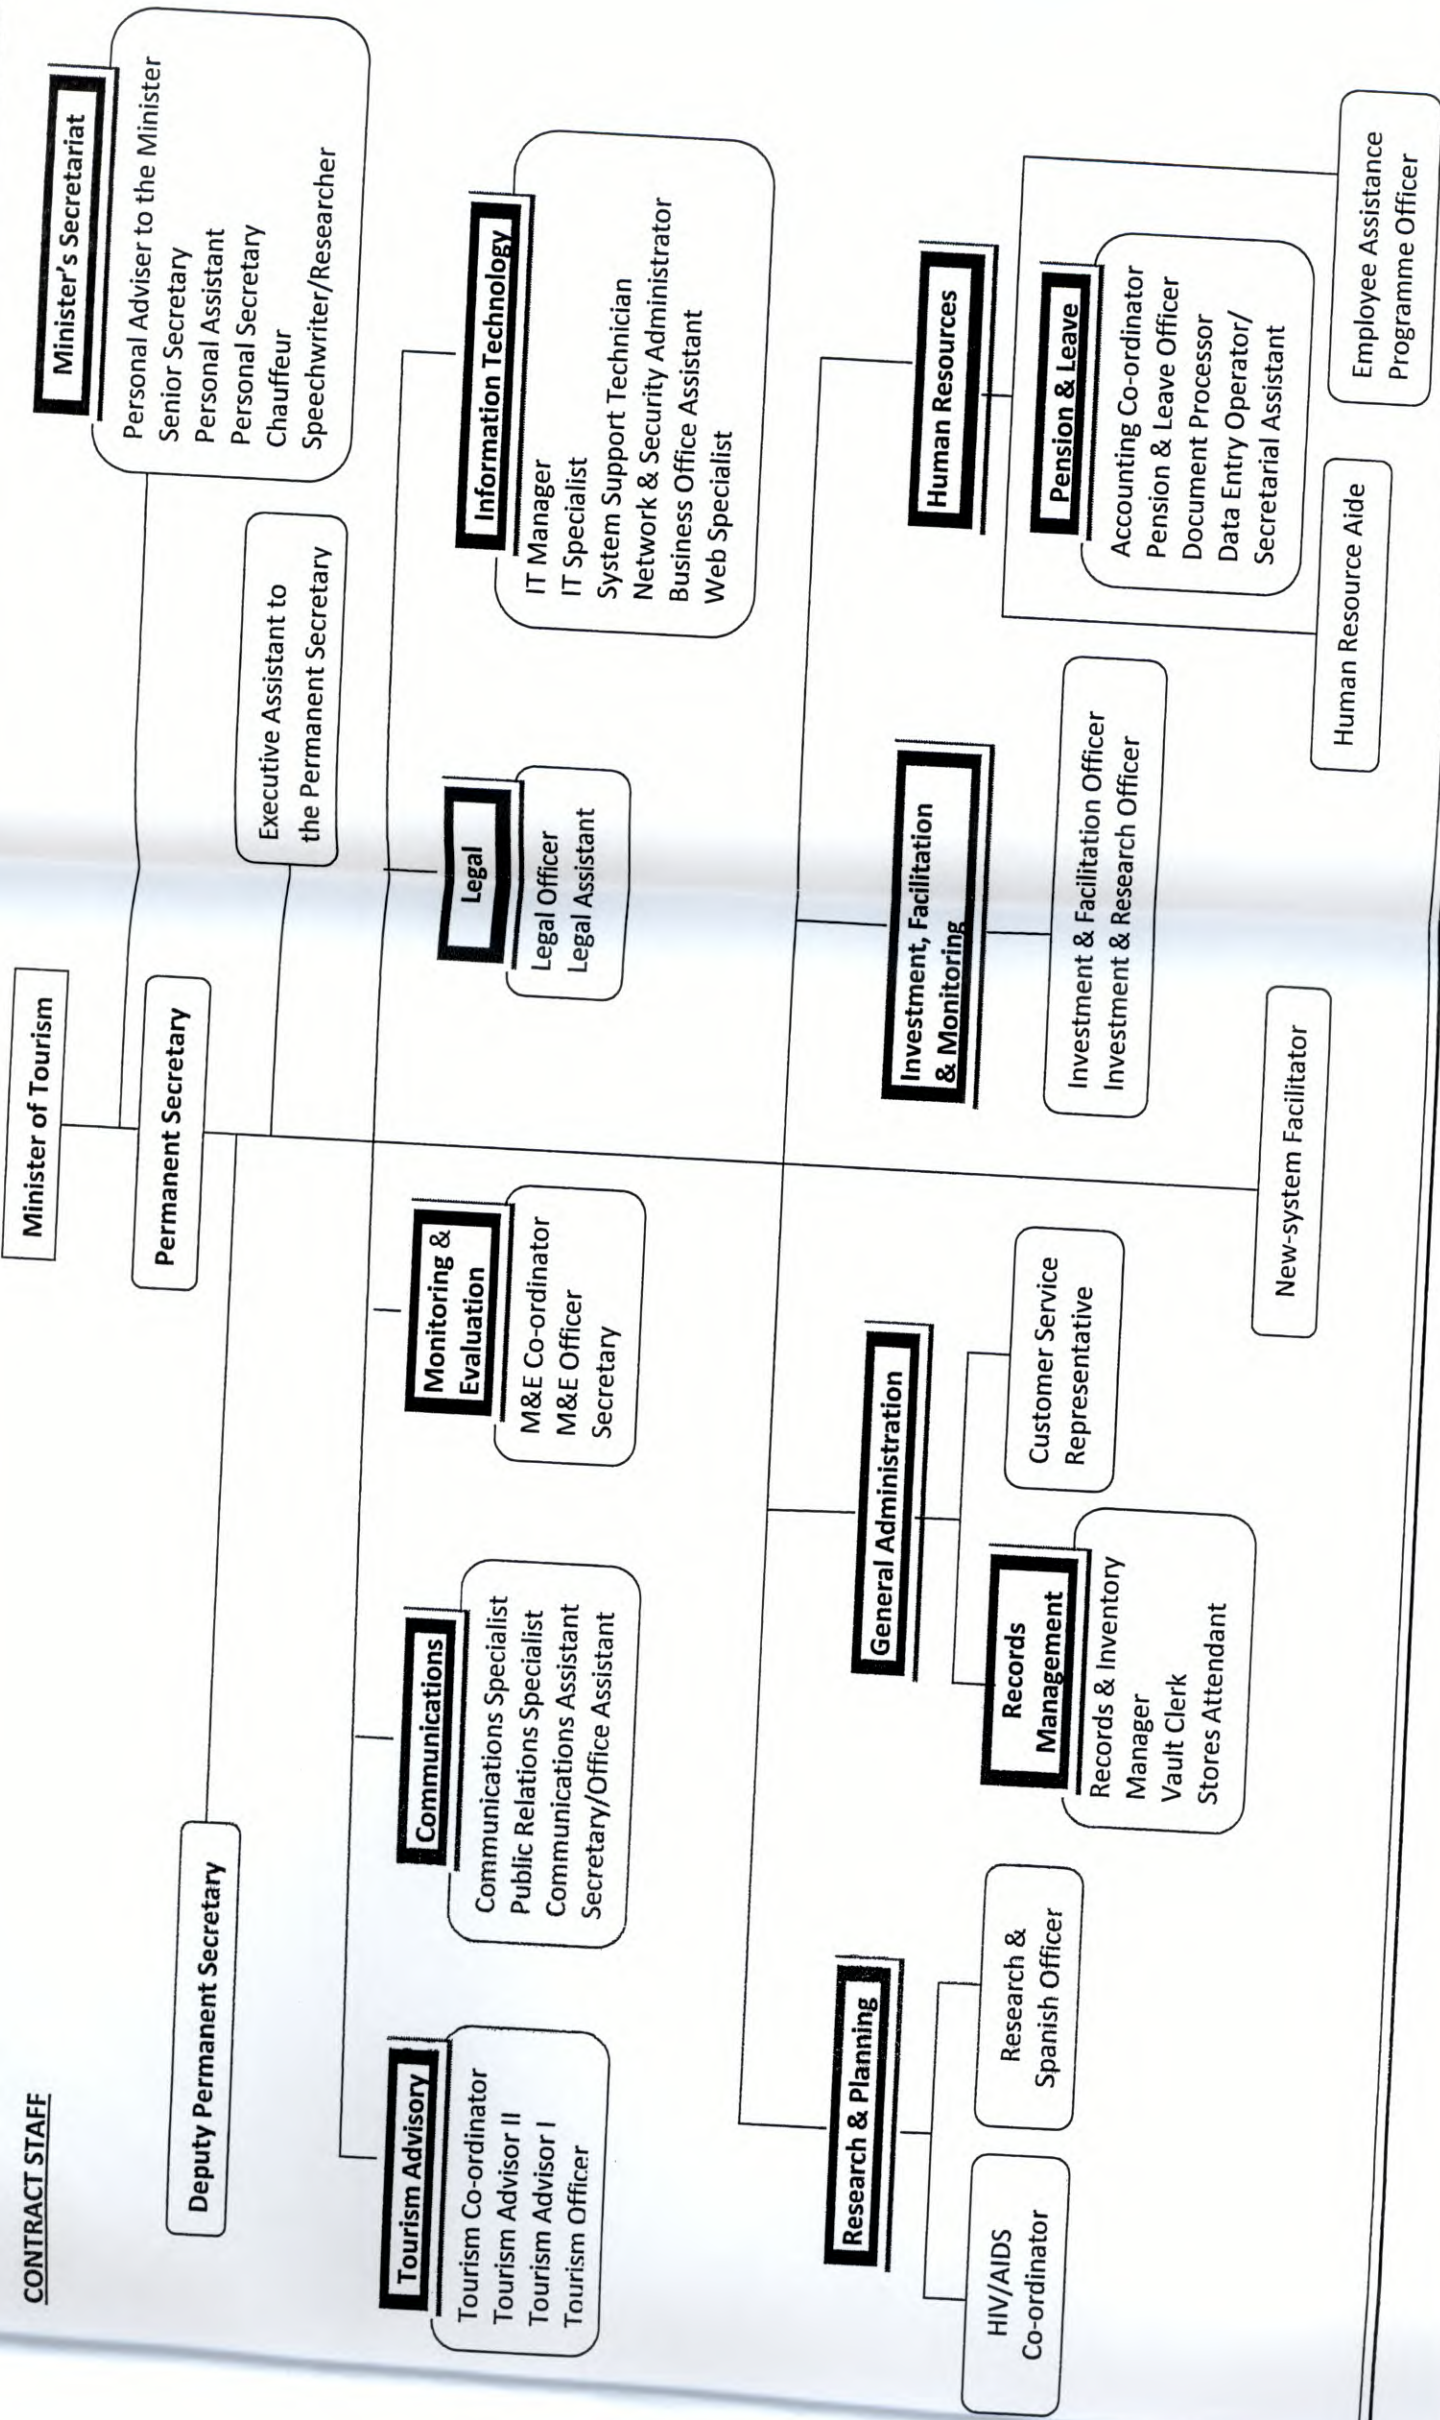 CONTRACT STAFF
Minister of Tourism
Minister's Secretariat
Personal Adviser to the Minister
Senior Secretary
Personal Assistant
Personal Secretary
Chauffeur
Speechwriter/Researcher
Permanent Secretary
Deputy Permanent Secretary
Executive Assistant to
the Permanent Secretary
Tourism Advisory
Tourism Co-ordinator
Tourism Advisor II
Tourism Advisor I
Tourism Officer
Communications
Communications Specialist
Public Relations Specialist
Communications Assistant
Secretary/Office Assistant
Monitoring &
Evaluation
M&E Co-ordinator
M&E Officer
Secretary
Legal
Legal Officer
Legal Assistant
Information Technology
IT Manager
IT Specialist
System Support Technician
Network & Security Administrator
Business Office Assistant
Web Specialist
Research & Planning
HIV/AIDS
Co-ordinator
Research &
Spanish Officer
General Administration
Records
Management
Records & Inventory
Manager
Vault Clerk
Stores Attendant
Customer Service
Representative
New-system Facilitator
Investment, Facilitation
& Monitoring
Investment & Facilitation Officer
Investment & Research Officer
Human Resources
Pension & Leave
Accounting Co-ordinator
Pension & Leave Officer
Document Processor
Data Entry Operator/
Secretarial Assistant
Human Resource Aide
Employee Assistance
Programme Officer